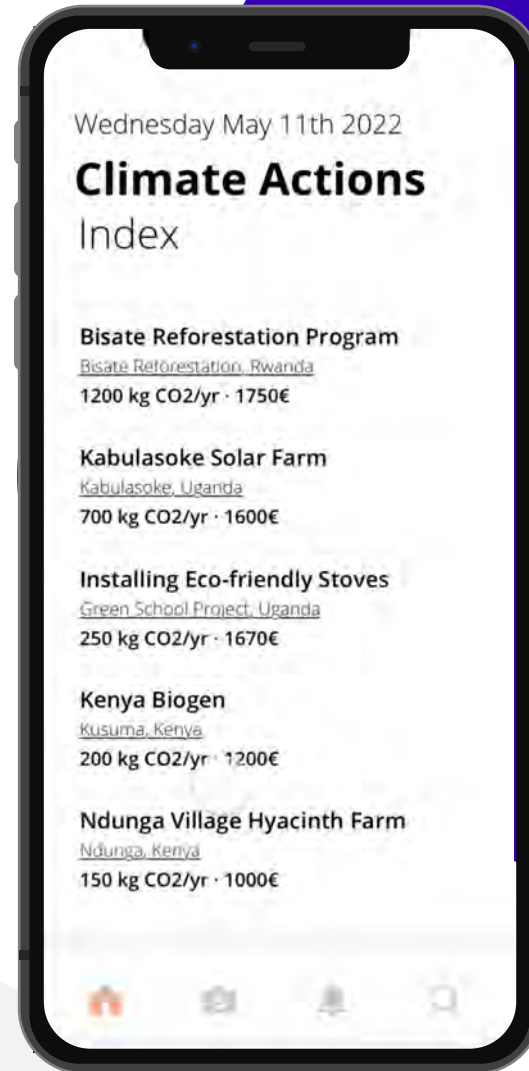 Wednesday May 11th 2022
Climate Actions
Index
Bisate Reforestation Program
Bisate Reforestation, Rwanda
1200 kg CO2/yr · 1750€
Kabulasoke Solar Farm
Kabulasoke, Uganda
700 kg CO2/yr · 1600€
Installing Eco-friendly Stoves
Green School Project, Uganda
250 kg CO2/yr · 1670€
Kenya Biogen
Kusuma, Kenya
200 kg CO2/yr · 1200€
Ndunga Village Hyacinth Farm
Ndunga, Kenya
150 kg CO2/yr · 1000€